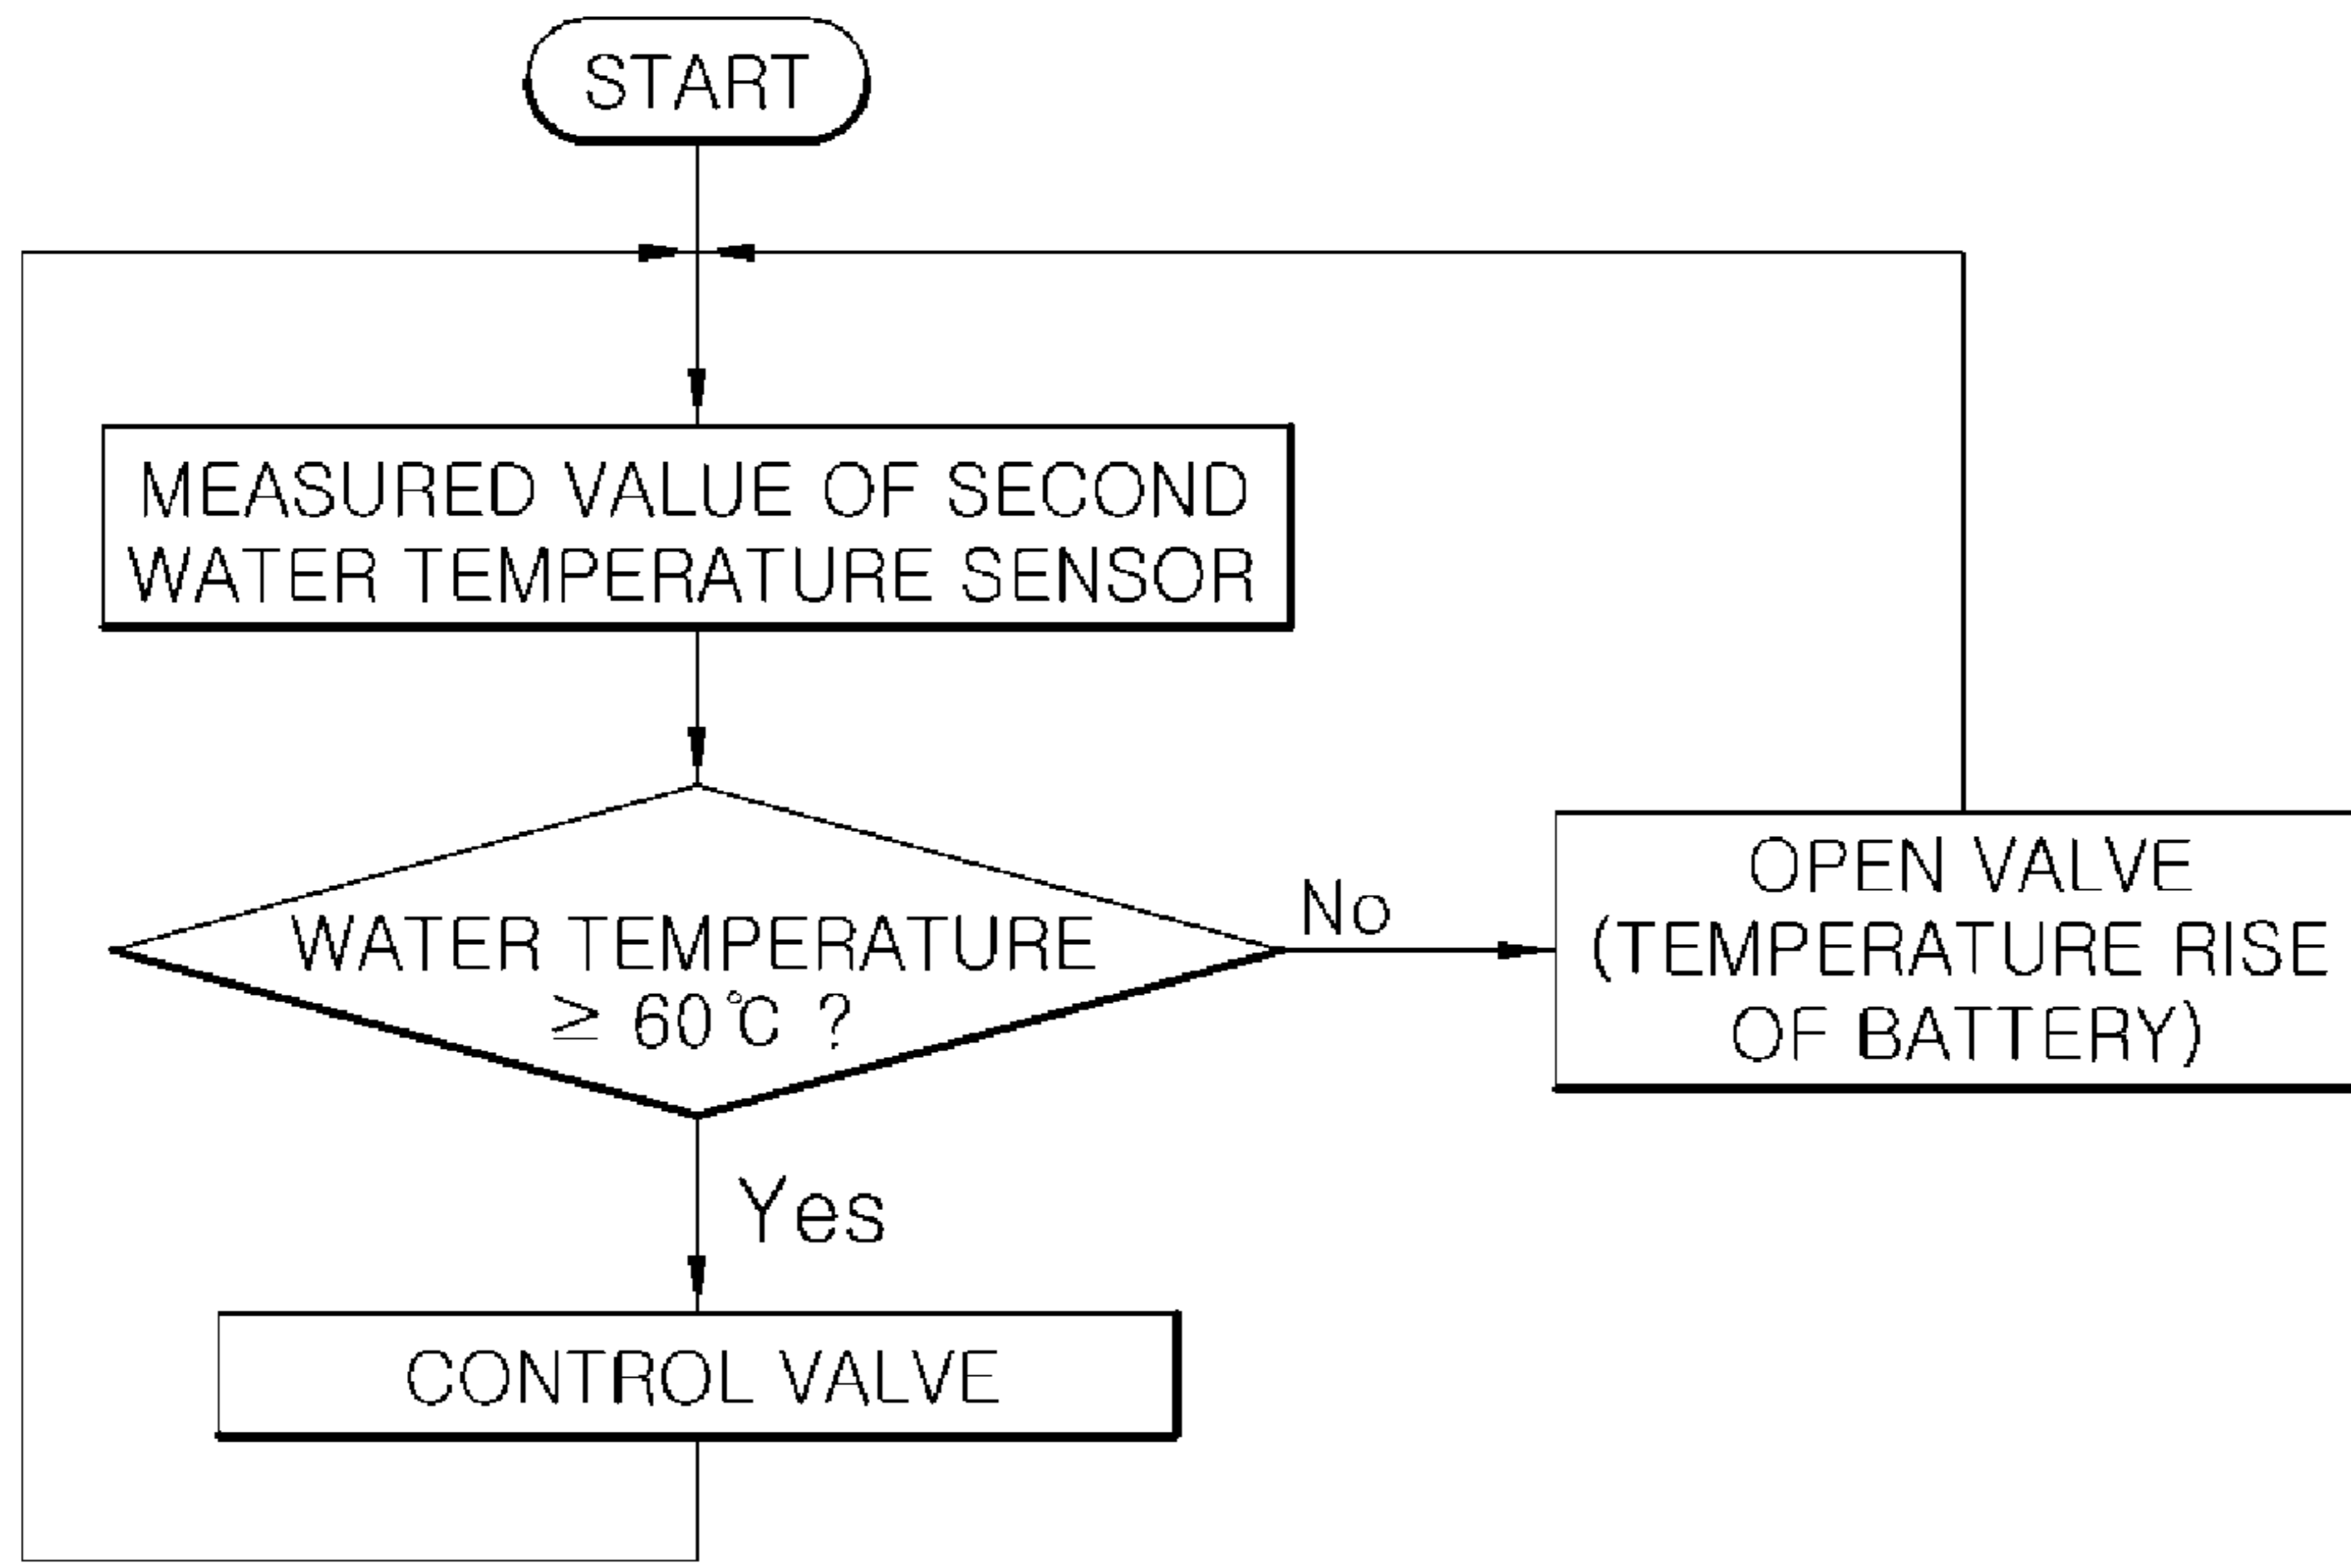 START
MEASURED VALUE OF SECOND
WATER TEMPERATURE SENSOR
WATER TEMPERATURE
≥ 60℃ ?
No
OPEN VALVE
(TEMPERATURE RISE
OF BATTERY)
Yes
CONTROL VALVE